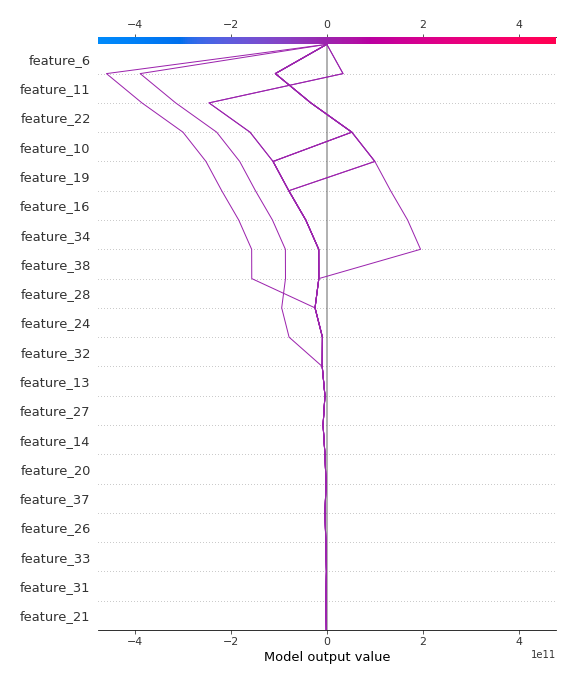 −4 −2 0 2 4
feature_6
feature_11
feature_22
feature_10
feature_19
feature_16
feature_34
feature_38
feature_28
feature_24
feature_32
feature_13
feature_27
feature_14
feature_20
feature_37
feature_26
feature_33
feature_31
feature_21
−4 −2 0 2 4
1e11
Model output value